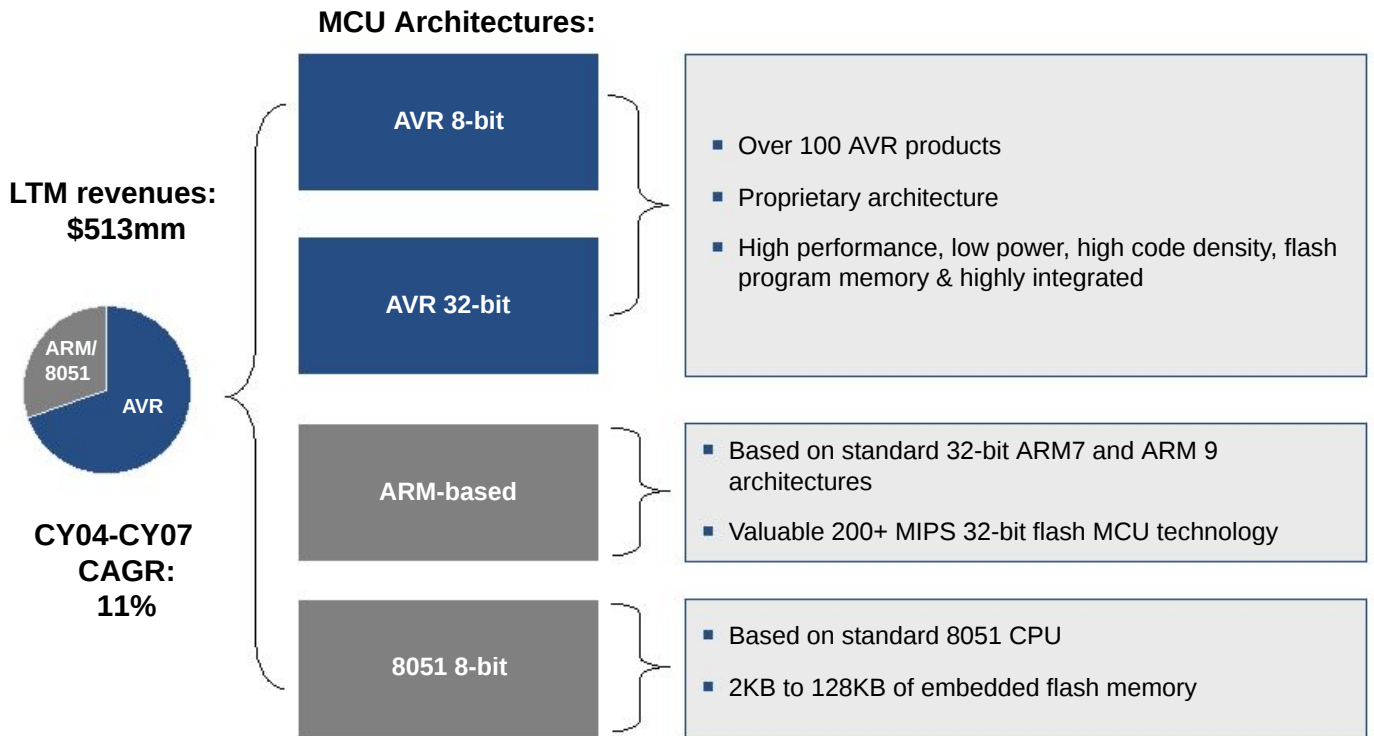 MCU Architectures:
LTM revenues:
$513mm
ARM/
8051
AVR
CY04-CY07
CAGR:
11%
AVR 8-bit
AVR 32-bit
Over 100 AVR products
Proprietary architecture
High performance, low power, high code density, flash
program memory & highly integrated
ARM-based
Based on standard 32-bit ARM7 and ARM 9
architectures
Valuable 200+ MIPS 32-bit flash MCU technology
8051 8-bit
Based on standard 8051 CPU
2KB to 128KB of embedded flash memory